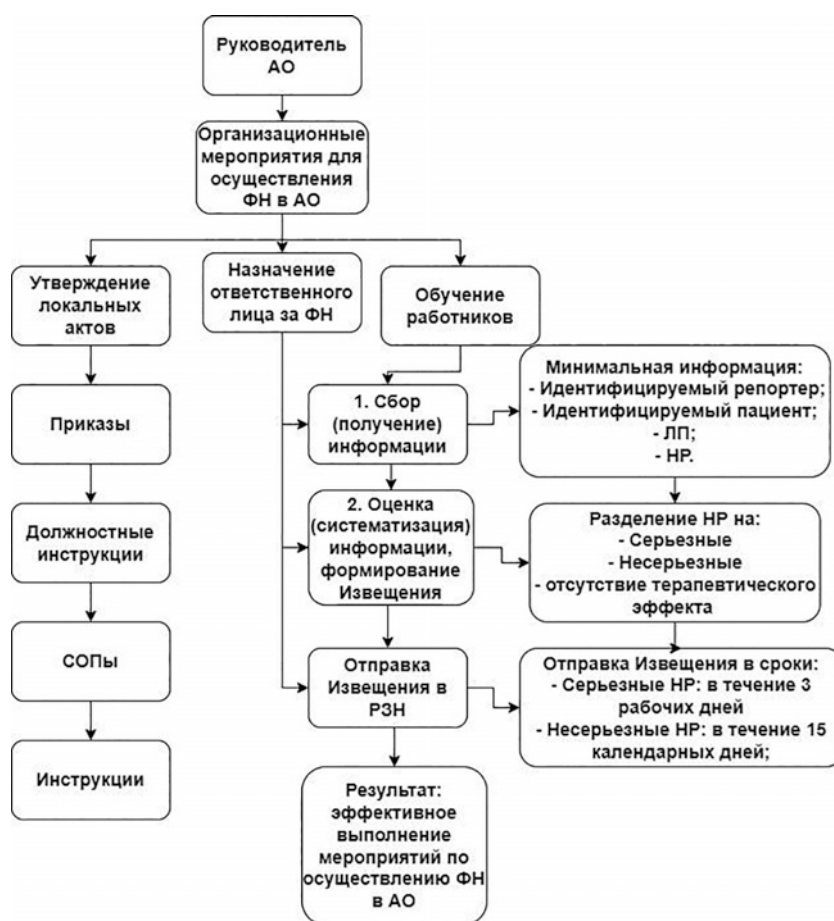 Руководитель
АО
Организационные
мероприятия для
осуществления
ФН в АО
Утверждение
локальных
актов
Назначение
ответственного
лица за ФН
Обучение
работников
Приказы
Должностные
инструкции
СОПы
Инструкции
1. Сбор
(получение)
информации
Минимальная информация:
- Идентифицируемый репортер;
- Идентифицируемый пациент;
- ЛП;
- НР.
2. Оценка
(систематизация)
информации,
формирование
Извещения
Разделение НР на:
- Серьезные
- Несерьезные
- отсутствие терапевтического
эффекта
Отправка
Извещения в
РЗН
Отправка Извещения в сроки:
- Серьезные НР: в течение 3
рабочих дней
- Несерьезные НР: в течение 15
календарных дней;
Результат:
эффективное
выполнение
мероприятий по
осуществлению ФН
в АО